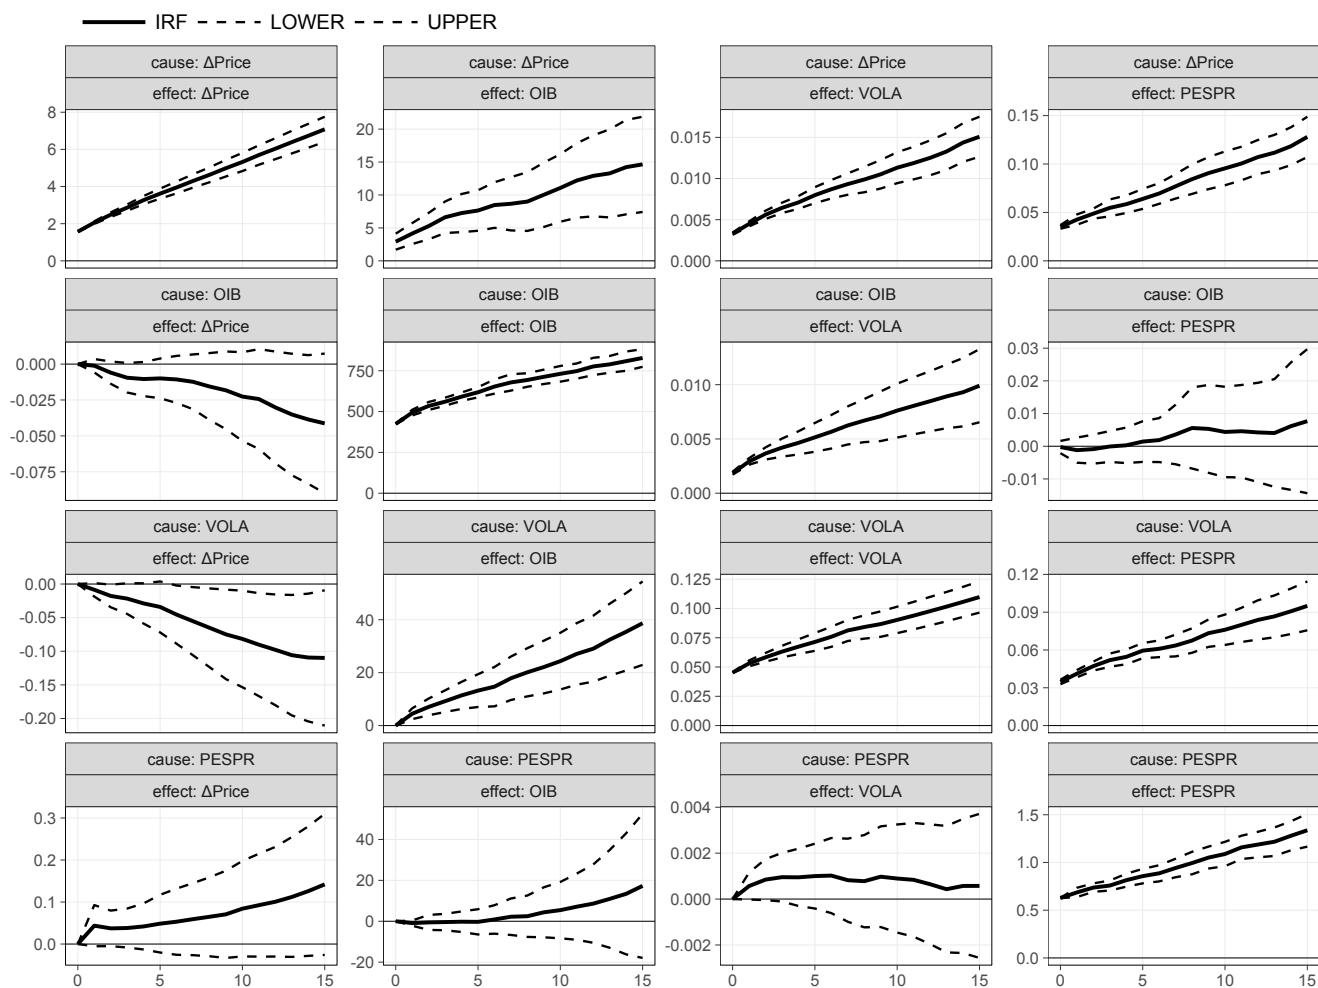 IRF LOWER UPPER
cause: ΔPrice cause: ΔPrice cause: ΔPrice cause: ΔPrice
effect: ΔPrice effect: OIB effect: VOLA effect: PESPR
8 6 4 2 0
20 15 10 5 0
0.015 0.010 0.005 0.000
0.15 0.10 0.05 0.00
cause: OIB cause: OIB cause: OIB cause: OIB
effect: ΔPrice effect: OIB effect: VOLA effect: PESPR
0.000 -0.025 -0.050 -0.075
750 500 250 0
0.010 0.005 0.000
0.03 0.02 0.01 0.00 -0.01
cause: VOLA cause: VOLA cause: VOLA cause: VOLA
effect: ΔPrice effect: OIB effect: VOLA effect: PESPR
0.00 -0.05 -0.10 -0.15 -0.20
40 20 0
0.125 0.100 0.075 0.050 0.025 0.000
0.12 0.09 0.06 0.03 0.00
cause: PESPR cause: PESPR cause: PESPR cause: PESPR
effect: ΔPrice effect: OIB effect: VOLA effect: PESPR
0.3 0.2 0.1 0.0
40 20 0 -20
0.004 0.002 0.000 -0.002
1.5 1.0 0.5 0.0
0 5 10 15 0 5 10 15 0 5 10 15 0 5 10 15